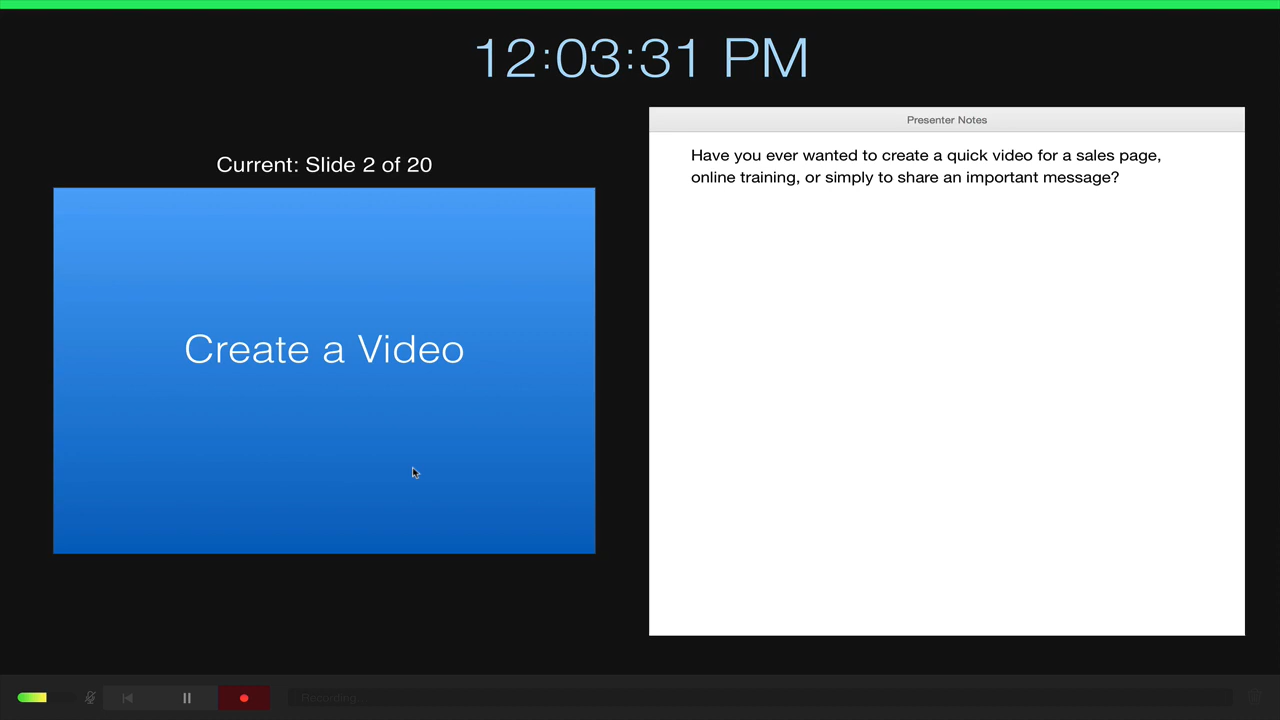 12:03:31 PM
Current: Slide 2 of 20
Create a Video
Presenter Notes
Have you ever wanted to create a quick video for a sales page,
online training, or simply to share an important message?
Recording